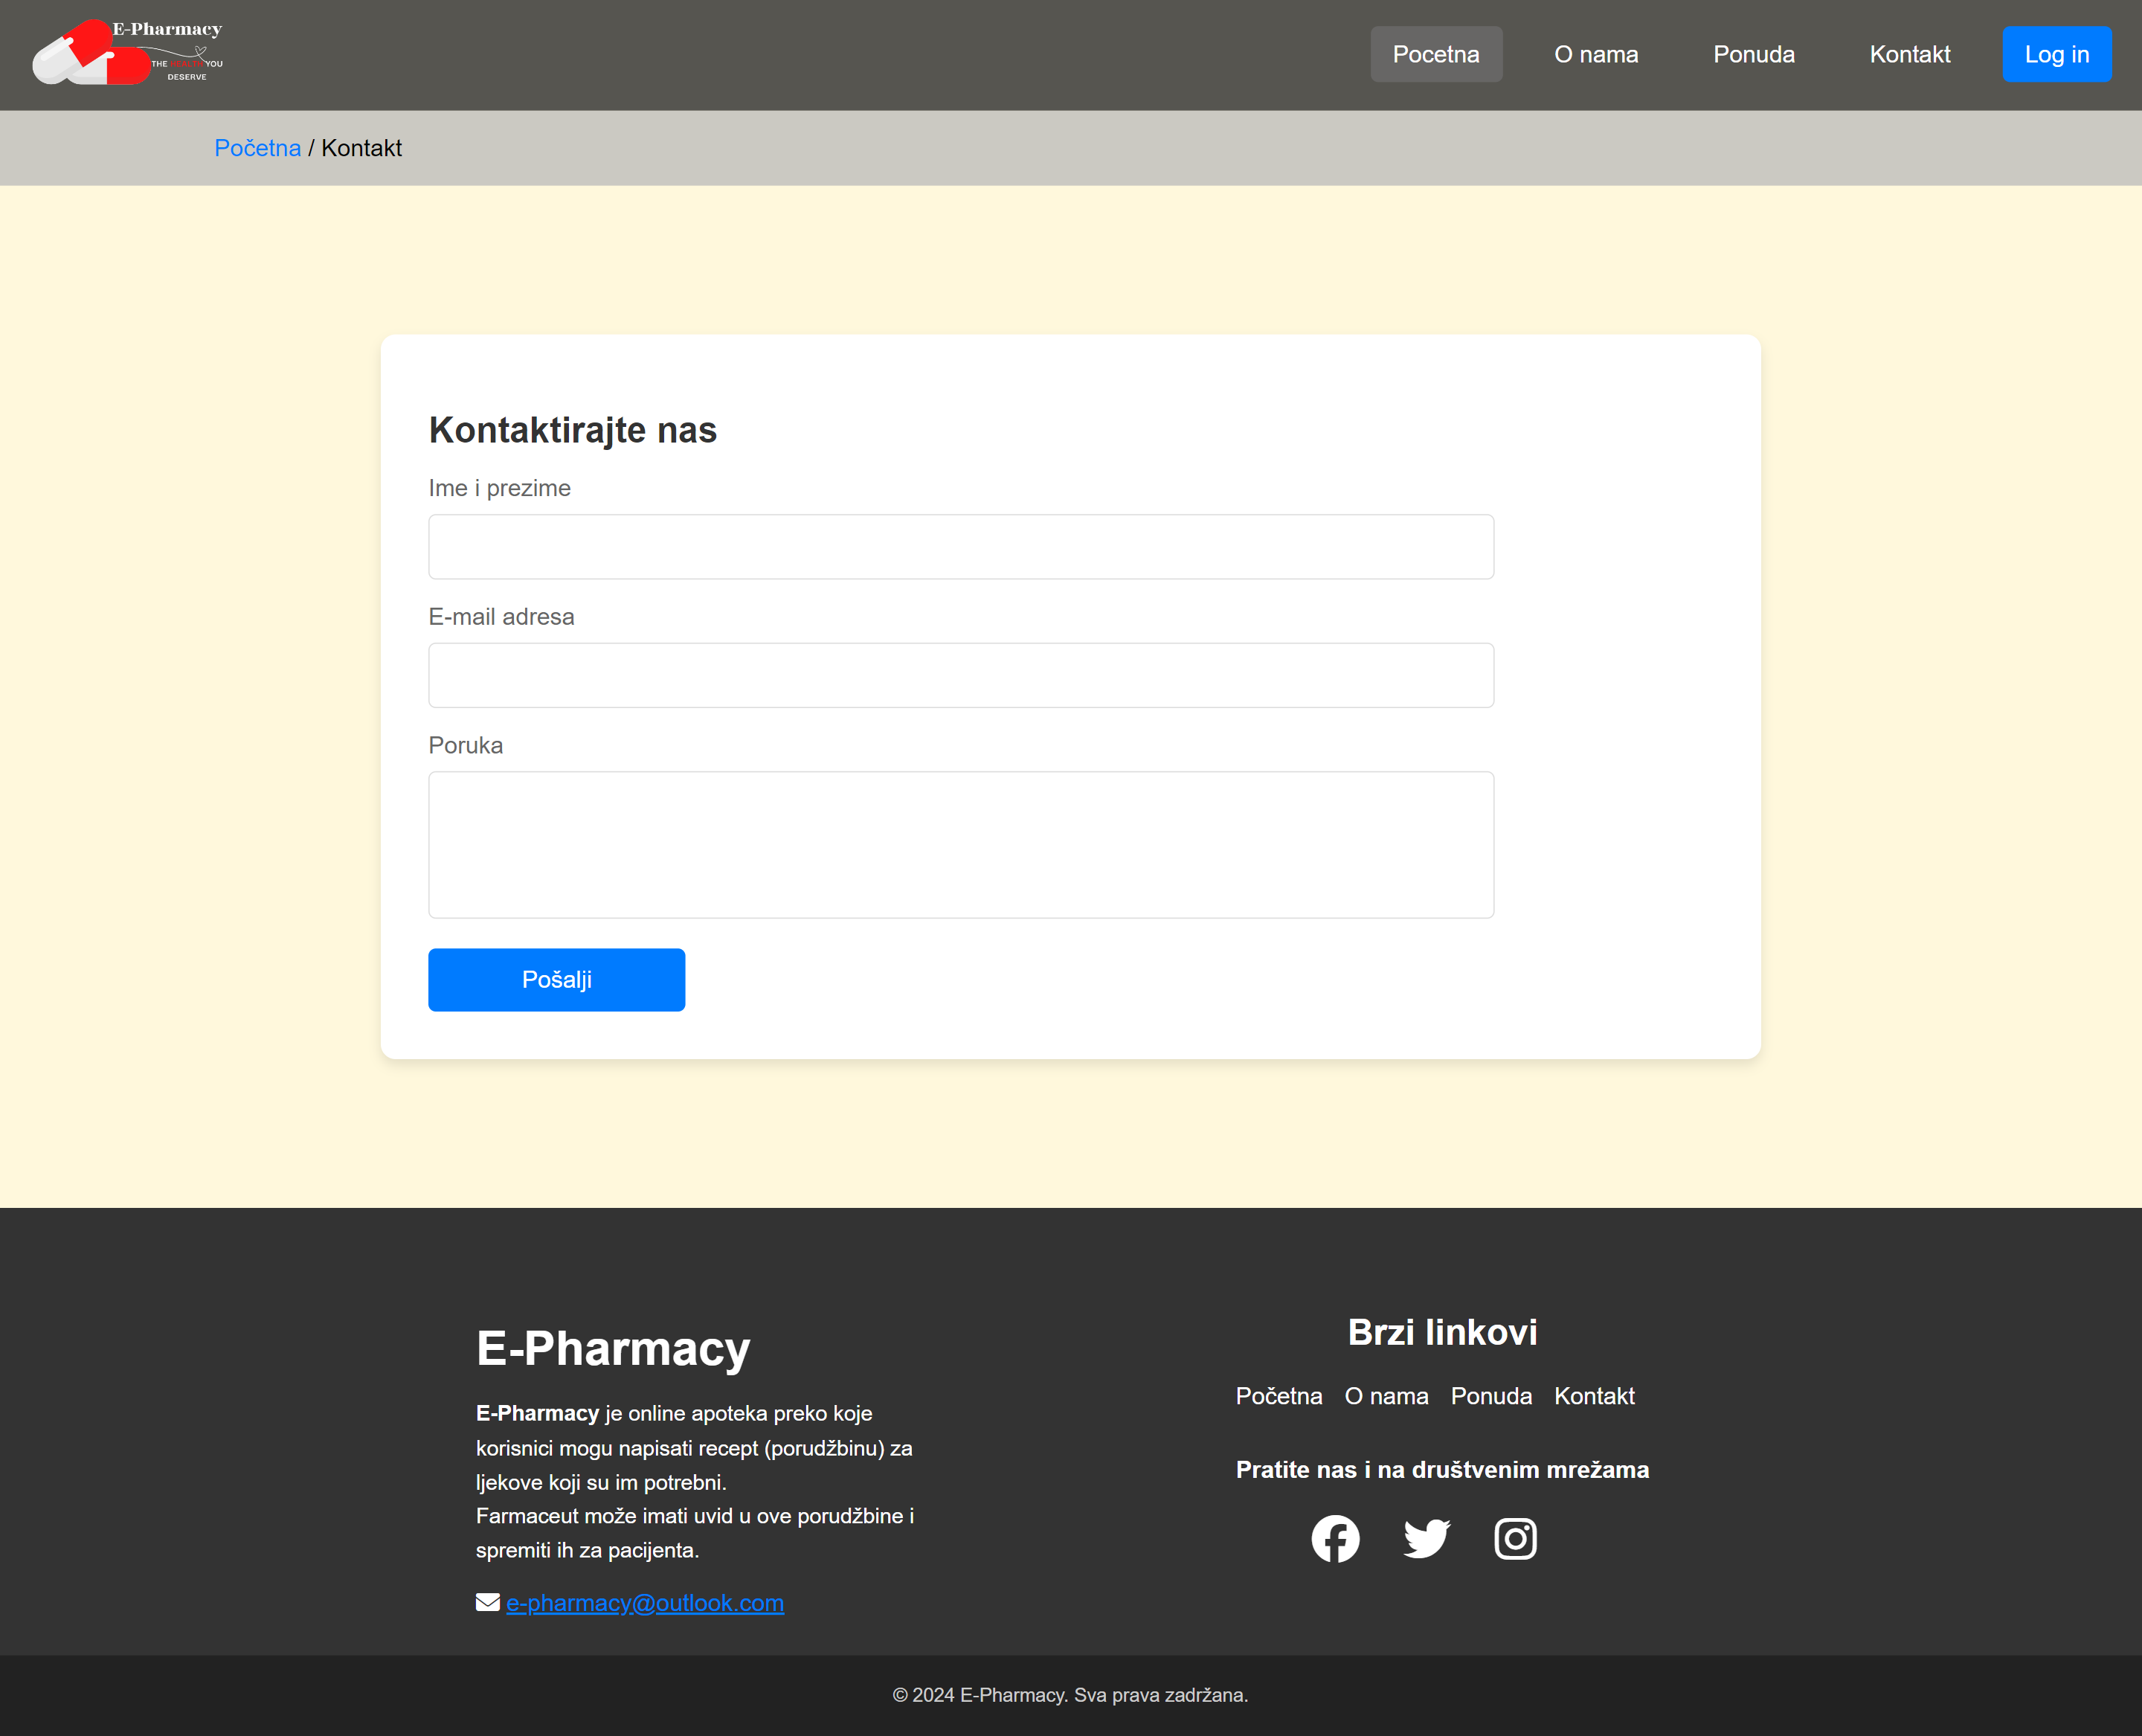 E-Pharmacy
THE HEALTH YOU
DESERVE
Pocetna
O nama
Ponuda
Kontakt
Log in
Početna / Kontakt
Kontaktirajte nas
Ime i prezime
E-mail adresa
Poruka
Pošalji
E-Pharmacy
E-Pharmacy je online apoteka preko koje
korisnici mogu napisati recept (porudžbinu) za
ljekove koji su im potrebni.
Farmaceut može imati uvid u ove porudžbine i
spremiti ih za pacijenta.
e-pharmacy@outlook.com
Brzi linkovi
Početna O nama Ponuda Kontakt
Pratite nas i na društvenim mrežama
© 2024 E-Pharmacy. Sva prava zadržana.